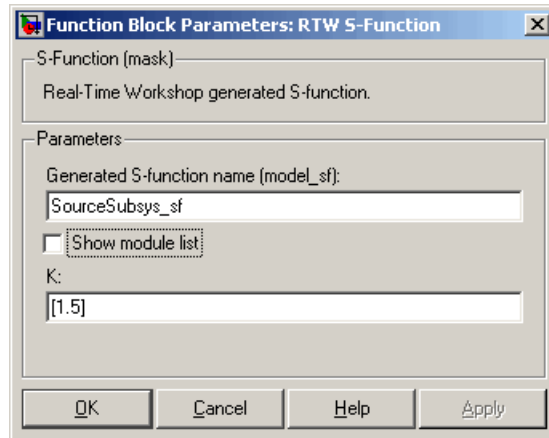 Function Block Parameters: RTW S-Function
S-Function (mask)
Real-Time Workshop generated S-function.
Parameters
Generated S-function name (model_sf):
SourceSubsys_sf
Show module list
K:
[1.5]
OK Cancel Help Apply